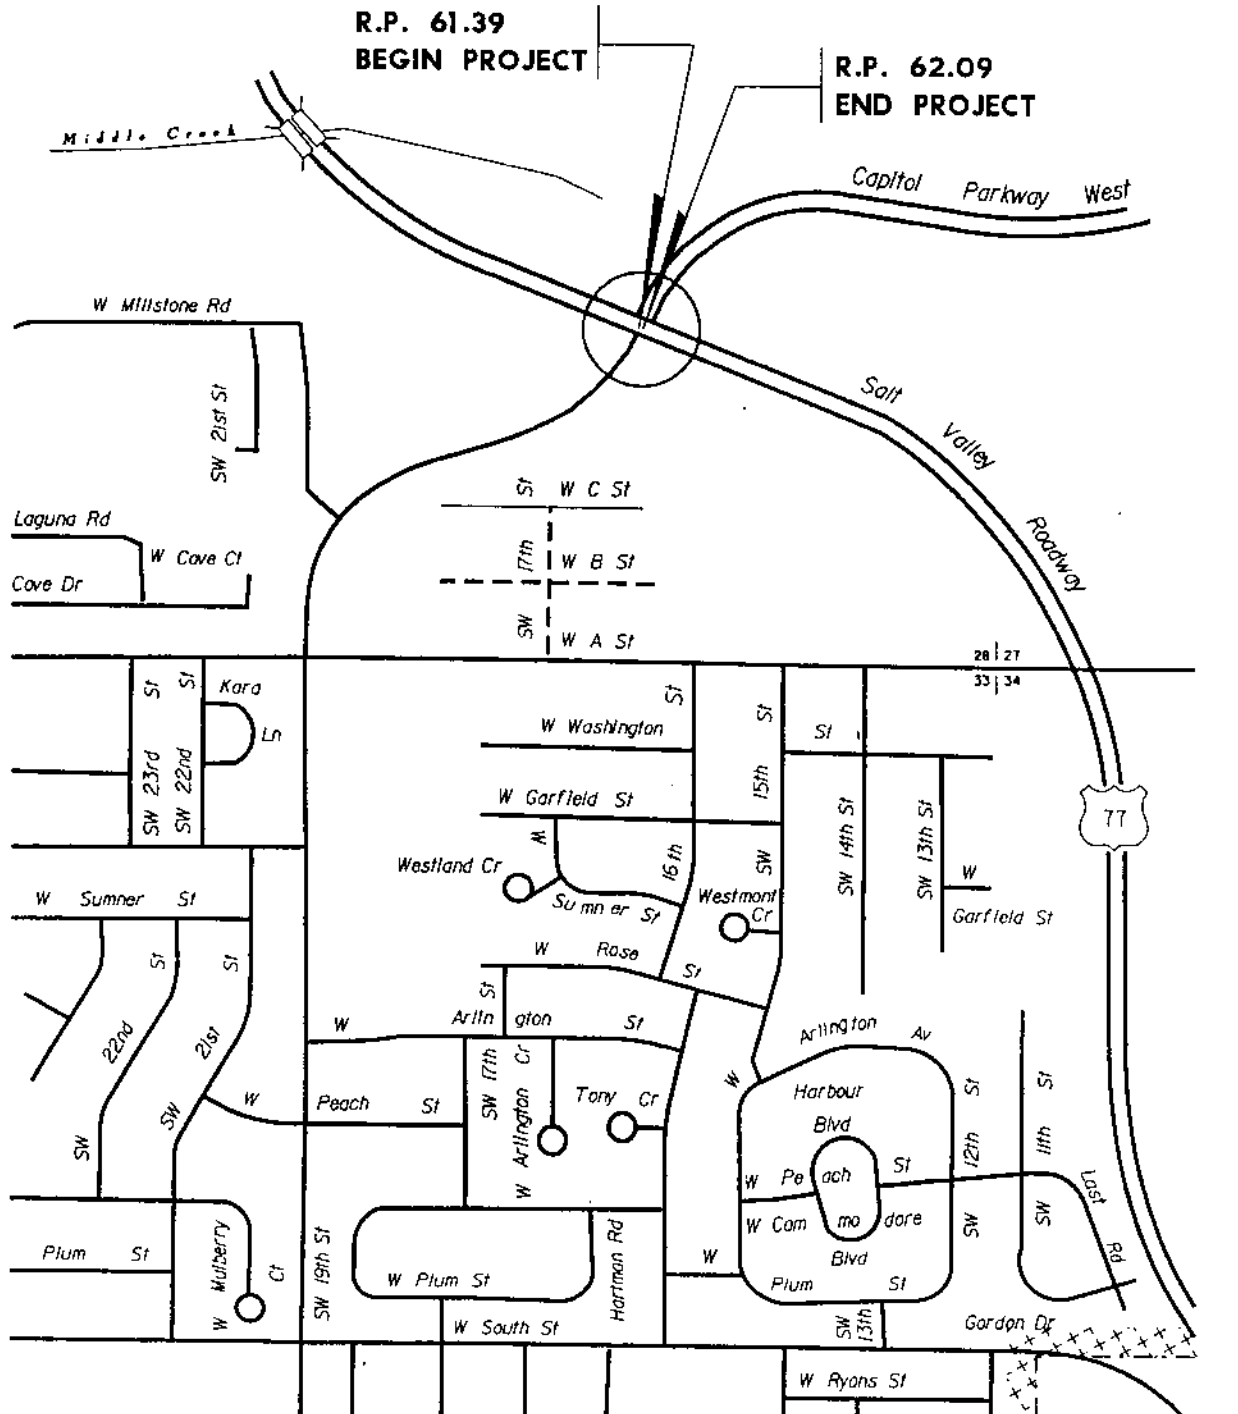 R.P. 61.39
BEGIN PROJECT
R.P. 62.09
END PROJECT
Middle Creek
Capitol Parkway West
W Millstone Rd
SW 21st St
Salt Valley Roadway
St W C St
Laguna Rd
W Cove Ct
17th
W B St
Cove Dr
SW
W A St
28 27
33 34
St
St
Kara
Ln
SW 23rd
SW 22nd
W Washington
St
St
St
15th
W Garfield St
77
W
SW 14th St
SW 13th St
Westland Cr
16th
SW
W
W Sumner St
Sumner St
Westmont
Cr
Garfield St
W Rose
St
St
St
22nd
21st
W
St
Arlington
St
Arlington Av
W Peach St
SW 17th
W Arlington Cr
Tony Cr
W
Harbour
Blvd
SW
SW
12th St
11th St
W Peach St
Last
Rd
W Commodore
Blvd
SW
SW
Plum St
W Mulberry
Ct
SW 19th St
W Plum St
Hartman Rd
W Plum St
W South St
SW 13th
Gordon Dr
W Ryons St